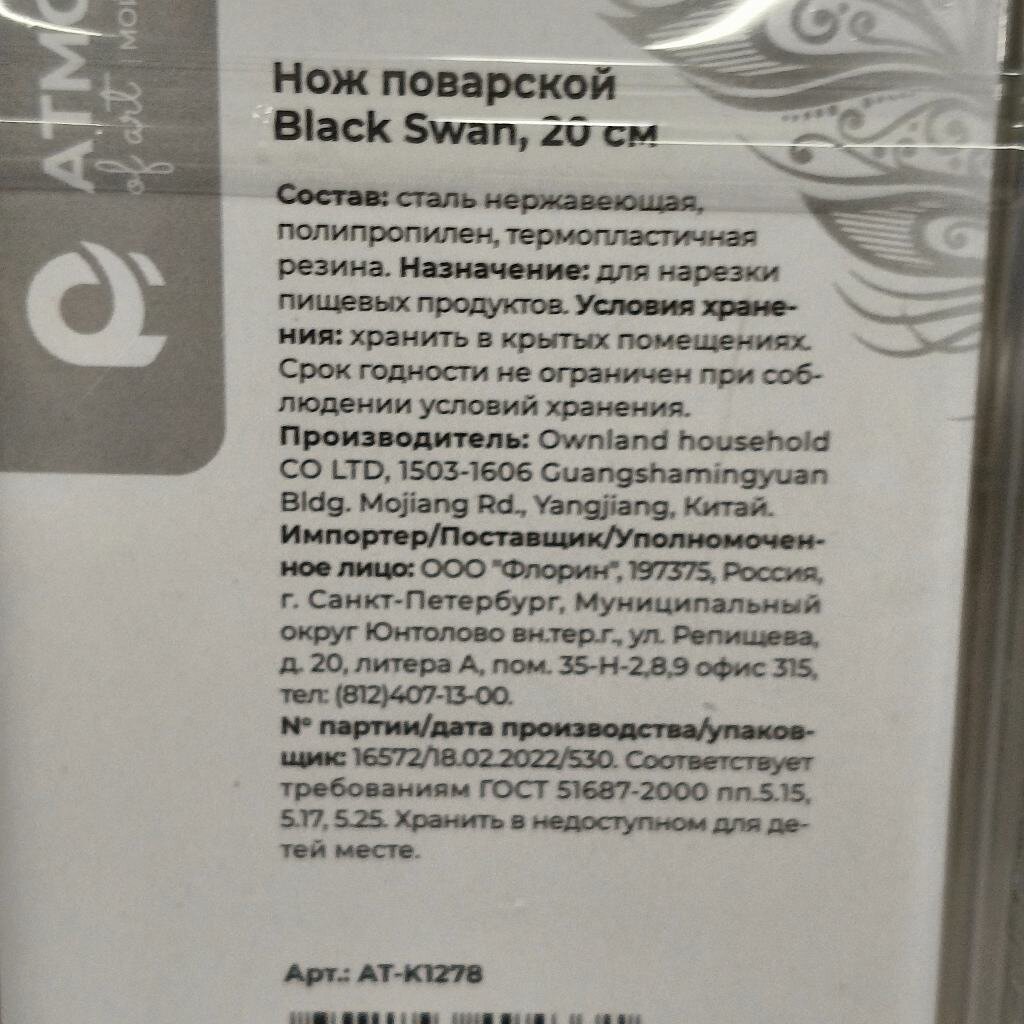 Нож поварской
Black Swan, 20 см
Состав: сталь нержавеющая,
полипропилен, термопластичная
резина. Назначение: для нарезки
пищевых продуктов. Условия хране-
ния: хранить в крытых помещениях.
Срок годности не ограничен при соб-
людении условий хранения.
Производитель: Ownland household
CO LTD, 1503-1606 Guangshamingyuan
Bldg. Mojiang Rd., Yangjiang, Китай.
Импортер/Поставщик/Уполномочен-
ное лицо: ООО "Флорин", 197375, Россия,
г. Санкт-Петербург, Муниципальный
округ Юнтолово вн.тер.г., ул. Репищева,
д. 20, литера А, пом. 35-Н-2,8,9 офис 315,
тел: (812)407-13-00.
№ партии/дата производства/упаков-
щик: 16572/18.02.2022/530. Соответствует
требованиям ГОСТ 51687-2000 пп.5.15,
5.17, 5.25. Хранить в недоступном для де-
тей месте.
Арт.: AT-K1278
of art